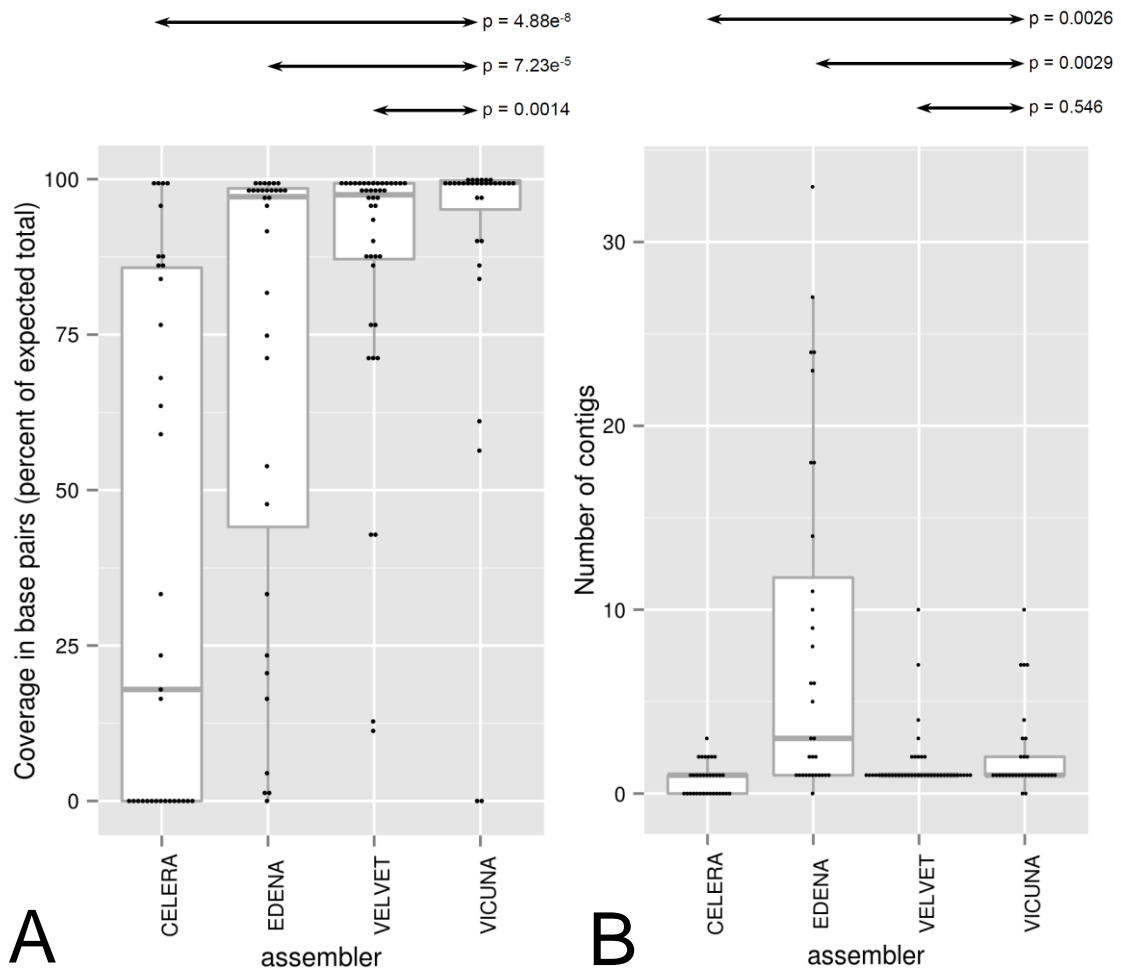 p = 4.88e-8
p = 7.23e-5
p = 0.0014
100
75
50
25
0
Coverage in base pairs (percent of expected total)
CELERA
EDENA
VELVET
VICUNA
assembler
A
p = 0.0026
p = 0.0029
p = 0.546
30
20
10
0
Number of contigs
CELERA
EDENA
VELVET
VICUNA
assembler
B